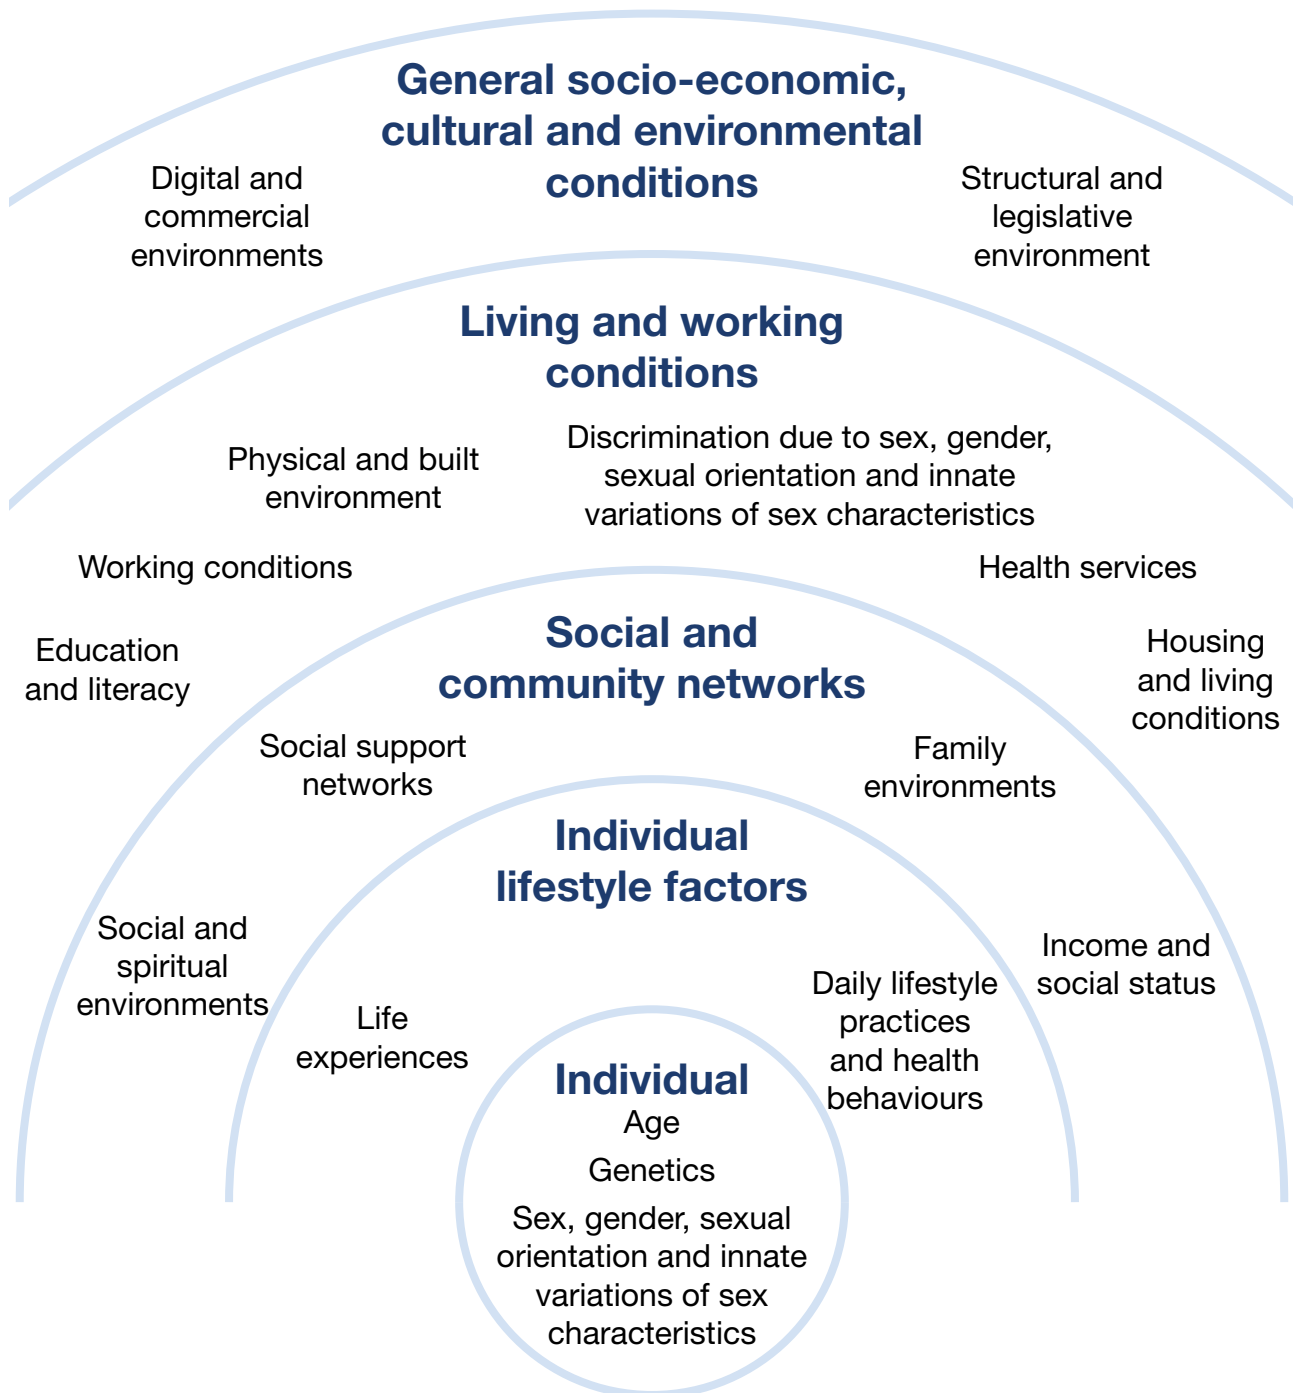 General socio-economic,
cultural and environmental
conditions
Digital and
commercial
environments
Structural and
legislative
environment
Living and working
conditions
Physical and built
environment
Discrimination due to sex, gender,
sexual orientation and innate
variations of sex characteristics
Working conditions
Health services
Education
and literacy
Housing
and living
conditions
Social and
community networks
Social support
networks
Family
environments
Social and
spiritual
environments
Income and
social status
Individual
lifestyle factors
Life
experiences
Daily lifestyle
practices
and health
behaviours
Individual
Age
Genetics
Sex, gender, sexual
orientation and innate
variations of sex
characteristics